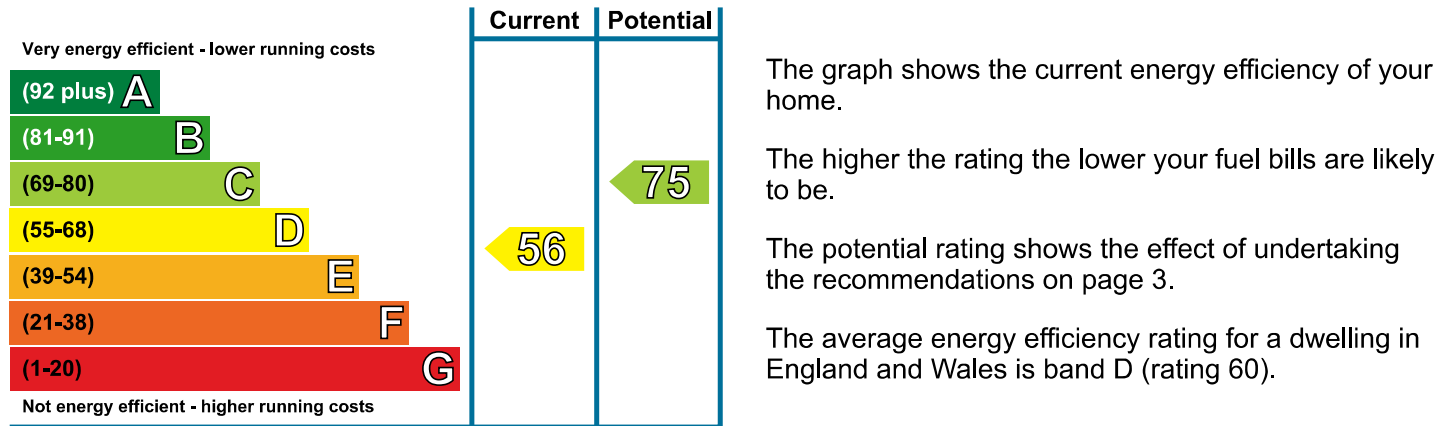 Current Potential
Very energy efficient - lower running costs
(92 plus) A
(81-91) B
(69-80) C
75
(55-68) D
56
(39-54) E
(21-38) F
(1-20) G
Not energy efficient - higher running costs
The graph shows the current energy efficiency of your
home.
The higher the rating the lower your fuel bills are likely
to be.
The potential rating shows the effect of undertaking
the recommendations on page 3.
The average energy efficiency rating for a dwelling in
England and Wales is band D (rating 60).